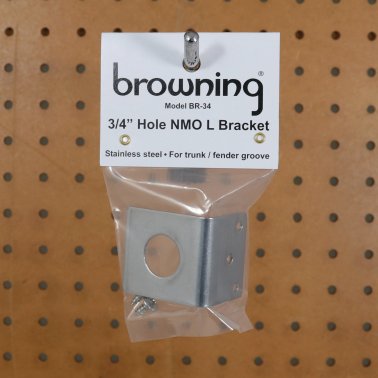 browning®
Model BR-34
3/4” Hole NMO L Bracket
Stainless steel • For trunk / fender groove